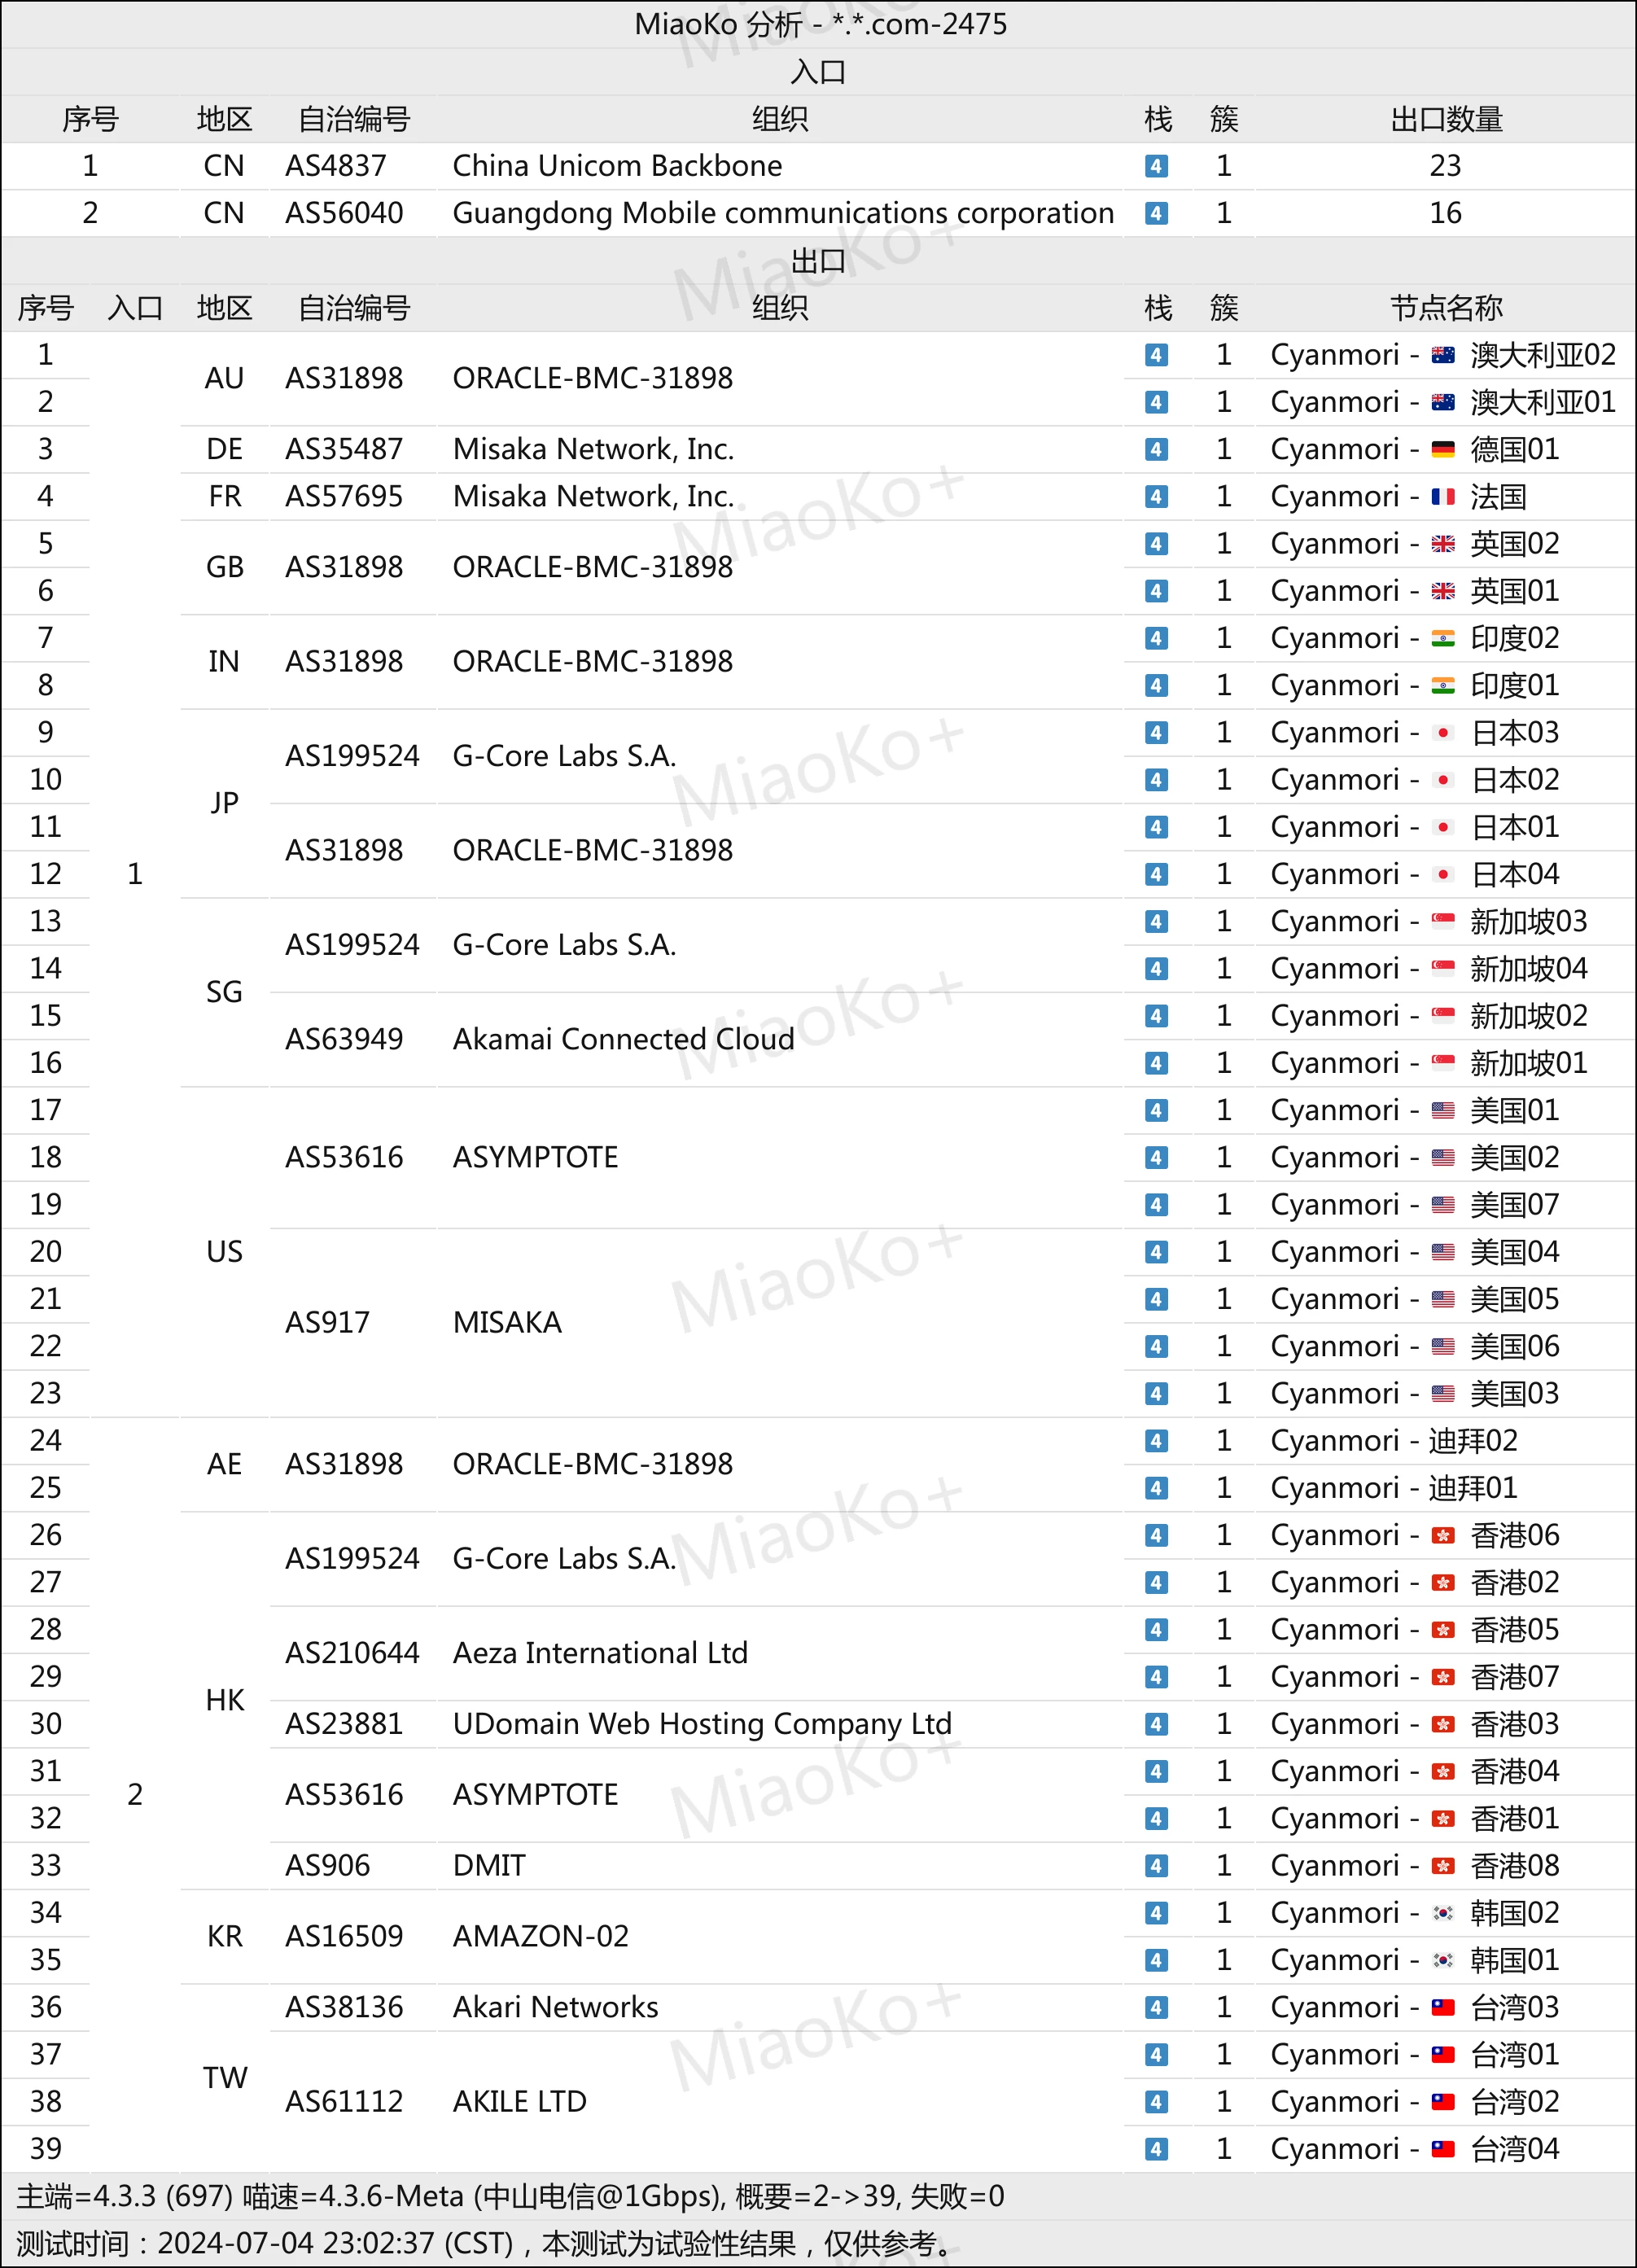 MiaoKo 分析 - *.*.com-2475
入口
序号 地区 自治编号 组织 栈 簇 出口数量
1 CN AS4837 China Unicom Backbone 4 1 23
2 CN AS56040 Guangdong Mobile communications corporation 4 1 16
出口
序号 入口 地区 自治编号 组织 栈 簇 节点名称
1 1 AU AS31898 ORACLE-BMC-31898 4 1 Cyanmori - 🇦🇺 澳大利亚02
2 4 1 Cyanmori - 🇦🇺 澳大利亚01
3 DE AS35487 Misaka Network, Inc. 4 1 Cyanmori - 🇩🇪 德国01
4 FR AS57695 Misaka Network, Inc. 4 1 Cyanmori - 🇫🇷 法国
5 GB AS31898 ORACLE-BMC-31898 4 1 Cyanmori - 🇬🇧 英国02
6 4 1 Cyanmori - 🇬🇧 英国01
7 IN AS31898 ORACLE-BMC-31898 4 1 Cyanmori - 🇮🇳 印度02
8 4 1 Cyanmori - 🇮🇳 印度01
9 JP AS199524 G-Core Labs S.A. 4 1 Cyanmori - 🇯🇵 日本03
10 4 1 Cyanmori - 🇯🇵 日本02
11 AS31898 ORACLE-BMC-31898 4 1 Cyanmori - 🇯🇵 日本01
12 4 1 Cyanmori - 🇯🇵 日本04
13 SG AS199524 G-Core Labs S.A. 4 1 Cyanmori - 🇸🇬 新加坡03
14 4 1 Cyanmori - 🇸🇬 新加坡04
15 AS63949 Akamai Connected Cloud 4 1 Cyanmori - 🇸🇬 新加坡02
16 4 1 Cyanmori - 🇸🇬 新加坡01
17 US AS53616 ASYMPTOTE 4 1 Cyanmori - 🇺🇸 美国01
18 4 1 Cyanmori - 🇺🇸 美国02
19 4 1 Cyanmori - 🇺🇸 美国07
20 AS917 MISAKA 4 1 Cyanmori - 🇺🇸 美国04
21 4 1 Cyanmori - 🇺🇸 美国05
22 4 1 Cyanmori - 🇺🇸 美国06
23 4 1 Cyanmori - 🇺🇸 美国03
24 2 AE AS31898 ORACLE-BMC-31898 4 1 Cyanmori - 迪拜02
25 4 1 Cyanmori - 迪拜01
26 HK AS199524 G-Core Labs S.A. 4 1 Cyanmori - 🇭🇰 香港06
27 4 1 Cyanmori - 🇭🇰 香港02
28 AS210644 Aeza International Ltd 4 1 Cyanmori - 🇭🇰 香港05
29 4 1 Cyanmori - 🇭🇰 香港07
30 AS23881 UDomain Web Hosting Company Ltd 4 1 Cyanmori - 🇭🇰 香港03
31 AS53616 ASYMPTOTE 4 1 Cyanmori - 🇭🇰 香港04
32 4 1 Cyanmori - 🇭🇰 香港01
33 AS906 DMIT 4 1 Cyanmori - 🇭🇰 香港08
34 KR AS16509 AMAZON-02 4 1 Cyanmori - 🇰🇷 韩国02
35 4 1 Cyanmori - 🇰🇷 韩国01
36 TW AS38136 Akari Networks 4 1 Cyanmori - 🇹🇼 台湾03
37 AS61112 AKILE LTD 4 1 Cyanmori - 🇹🇼 台湾01
38 4 1 Cyanmori - 🇹🇼 台湾02
39 4 1 Cyanmori - 🇹🇼 台湾04
主端=4.3.3 (697) 喵速=4.3.6-Meta (中山电信@1Gbps), 概要=2->39, 失败=0
测试时间：2024-07-04 23:02:37 (CST)，本测试为试验性结果，仅供参考。
MiaoKo+
MiaoKo+
MiaoKo+
MiaoKo+
MiaoKo+
MiaoKo+
MiaoKo+
MiaoKo+